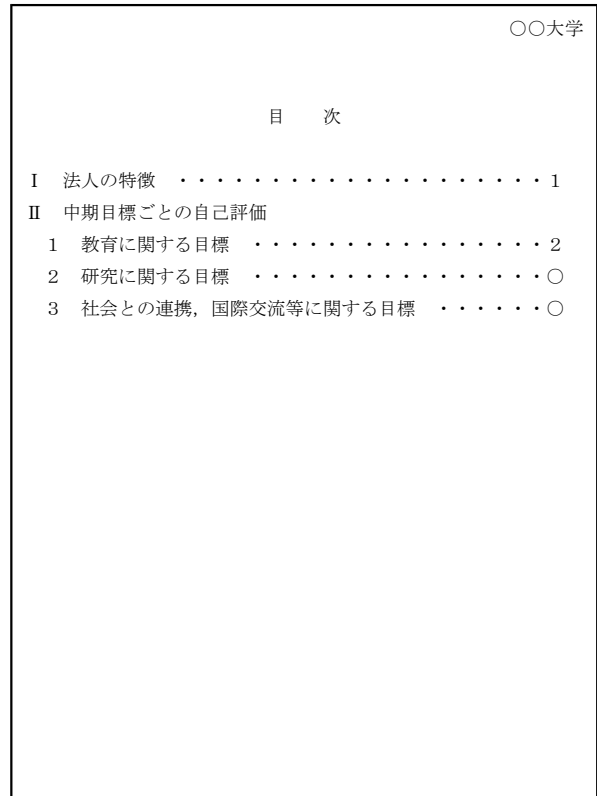 ○○大学
目　　次
Ⅰ　法人の特徴　・・・・・・・・・・・・・・・・・・・・１
Ⅱ　中期目標ごとの自己評価
１　教育に関する目標　・・・・・・・・・・・・・・・・２
２　研究に関する目標　・・・・・・・・・・・・・・・・○
３　社会との連携，国際交流等に関する目標　・・・・・・○